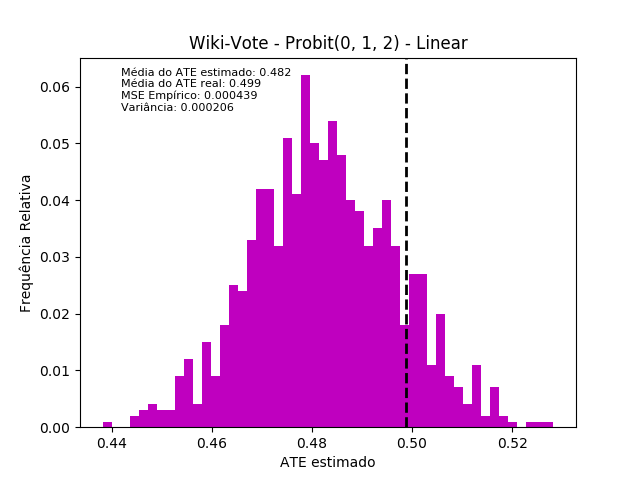 Wiki-Vote - Probit(0, 1, 2) - Linear
Média do ATE estimado: 0.482
Média do ATE real: 0.499
MSE Empírico: 0.000439
Variância: 0.000206
Frequência Relativa
0.06
0.05
0.04
0.03
0.02
0.01
0.00
0.44 0.46 0.48 0.50 0.52
ATE estimado